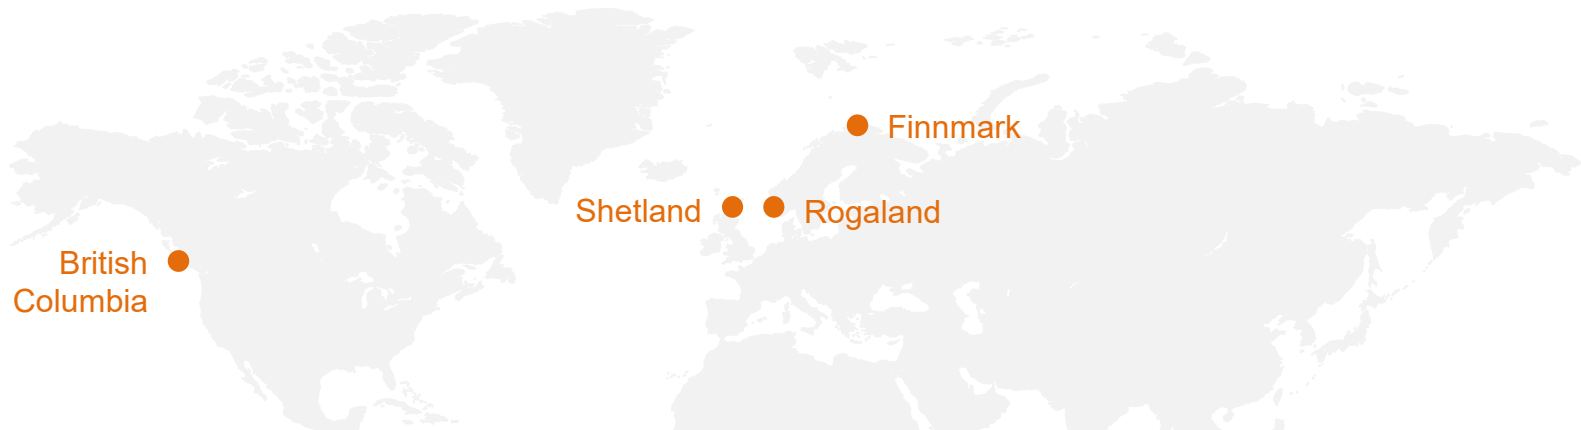 Finnmark
Shetland
Rogaland
British
Columbia